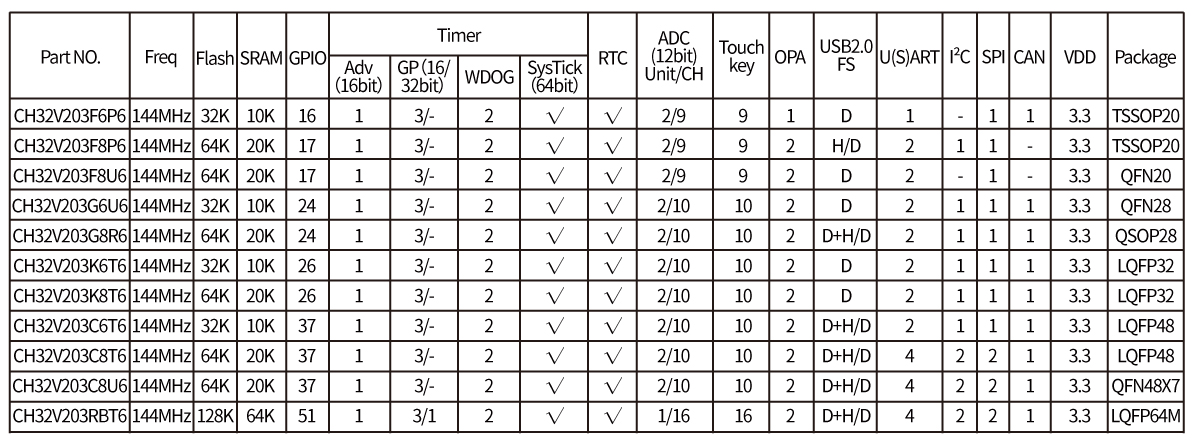 Part NO. Freq Flash SRAM GPIO Timer RTC ADC (12bit) Unit/CH Touch key OPA USB2.0 FS U(S)ART I²C SPI CAN VDD Package
Adv (16bit) GP (16/32bit) WDOG SysTick (64bit)
CH32V203F6P6 144MHz 32K 10K 16 1 3/- 2 √ √ 2/9 9 1 D 1 - 1 1 3.3 TSSOP20
CH32V203F8P6 144MHz 64K 20K 17 1 3/- 2 √ √ 2/9 9 2 H/D 2 1 1 - 3.3 TSSOP20
CH32V203F8U6 144MHz 64K 20K 17 1 3/- 2 √ √ 2/9 9 2 D 2 - 1 - 3.3 QFN20
CH32V203G6U6 144MHz 32K 10K 24 1 3/- 2 √ √ 2/10 10 2 D 2 1 1 1 3.3 QFN28
CH32V203G8R6 144MHz 64K 20K 24 1 3/- 2 √ √ 2/10 10 2 D+H/D 2 1 1 1 3.3 QSOP28
CH32V203K6T6 144MHz 32K 10K 26 1 3/- 2 √ √ 2/10 10 2 D 2 1 1 1 3.3 LQFP32
CH32V203K8T6 144MHz 64K 20K 26 1 3/- 2 √ √ 2/10 10 2 D 2 1 1 1 3.3 LQFP32
CH32V203C6T6 144MHz 32K 10K 37 1 3/- 2 √ √ 2/10 10 2 D+H/D 2 1 1 1 3.3 LQFP48
CH32V203C8T6 144MHz 64K 20K 37 1 3/- 2 √ √ 2/10 10 2 D+H/D 4 2 2 1 3.3 LQFP48
CH32V203C8U6 144MHz 64K 20K 37 1 3/- 2 √ √ 2/10 10 2 D+H/D 4 2 2 1 3.3 QFN48X7
CH32V203RBT6 144MHz 128K 64K 51 1 3/1 2 √ √ 1/16 16 2 D+H/D 4 2 2 1 3.3 LQFP64M